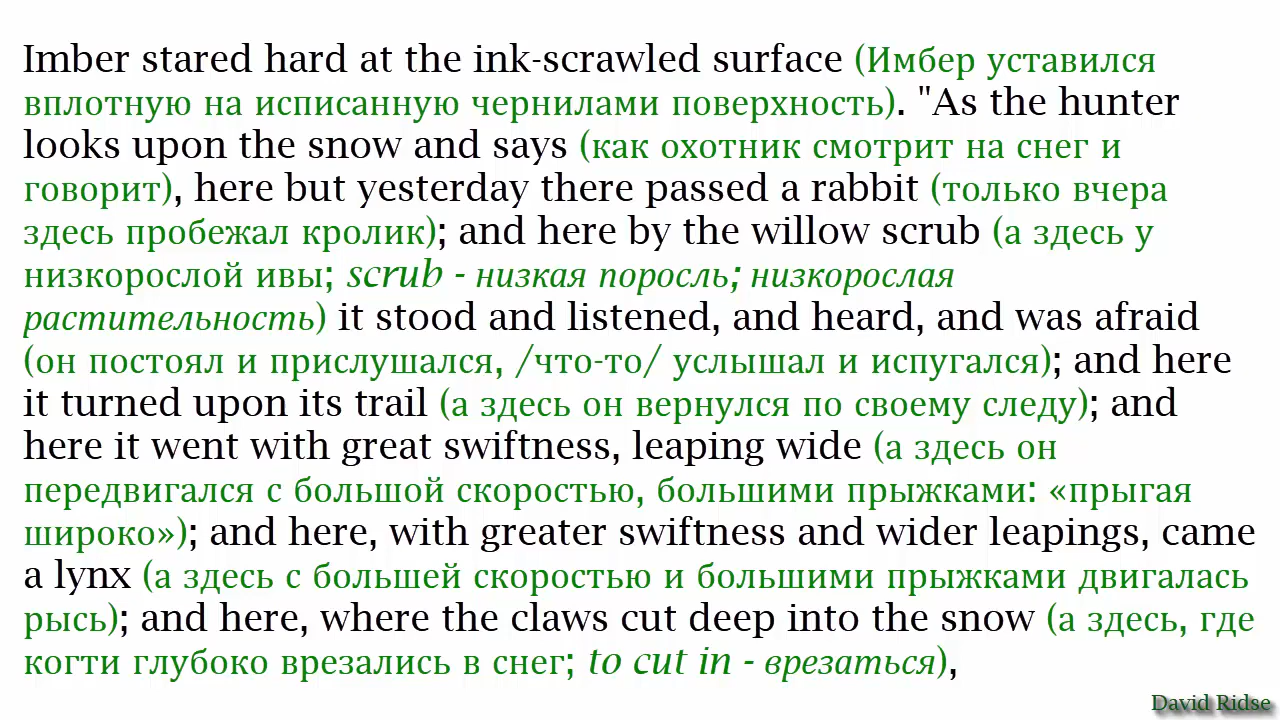 Imber stared hard at the ink-scrawled surface (Имбер уставился
вплотную на исписанную чернилами поверхность). "As the hunter
looks upon the snow and says (как охотник смотрит на снег и
говорит), here but yesterday there passed a rabbit (только вчера
здесь пробежал кролик); and here by the willow scrub (а здесь у
низкорослой ивы; scrub - низкая поросль; низкорослая
растительность) it stood and listened, and heard, and was afraid
(он постоял и прислушался, /что-то/ услышал и испугался); and here
it turned upon its trail (а здесь он вернулся по своему следу); and
here it went with great swiftness, leaping wide (а здесь он
передвигался с большой скоростью, большими прыжками: «прыгая
широко»); and here, with greater swiftness and wider leapings, came
a lynx (а здесь с большей скоростью и большими прыжками двигалась
рысь); and here, where the claws cut deep into the snow (а здесь, где
когти глубоко врезались в снег; to cut in - врезаться),
David Ridse